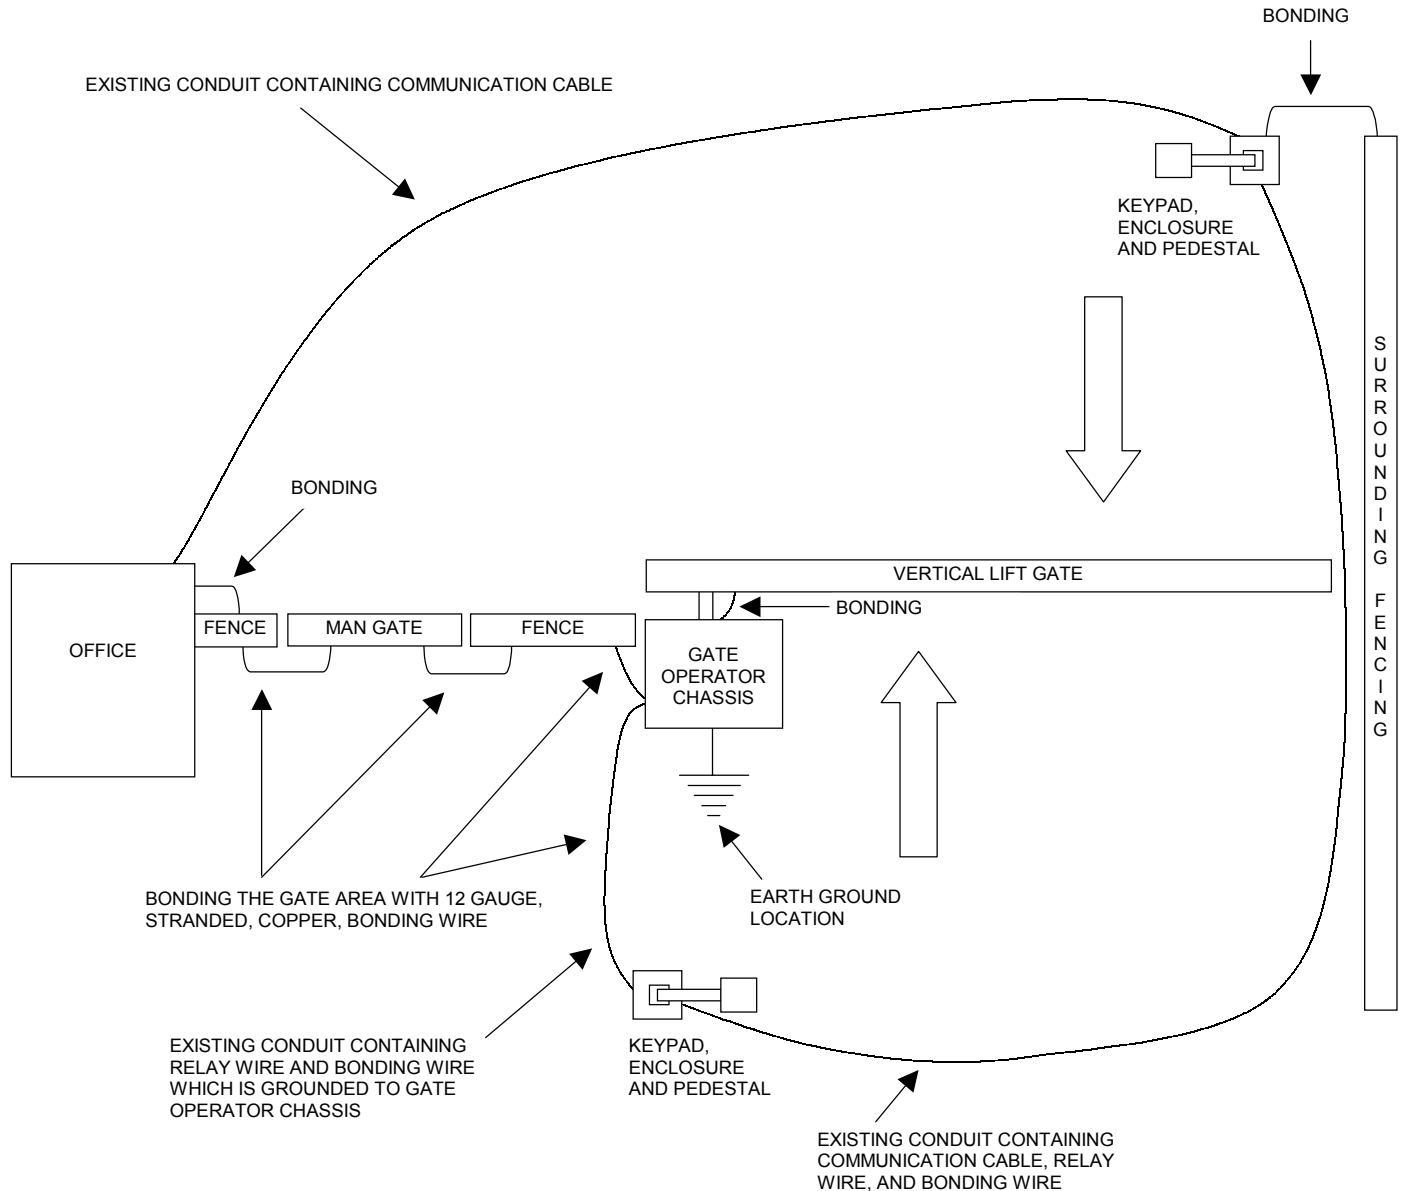 BONDING
EXISTING CONDUIT CONTAINING COMMUNICATION CABLE
KEYPAD,
ENCLOSURE
AND PEDESTAL
SURROUNDING FENCING
BONDING
VERTICAL LIFT GATE
BONDING
OFFICE
FENCE
MAN GATE
FENCE
GATE
OPERATOR
CHASSIS
BONDING THE GATE AREA WITH 12 GAUGE,
STRANDED, COPPER, BONDING WIRE
EARTH GROUND
LOCATION
EXISTING CONDUIT CONTAINING
RELAY WIRE AND BONDING WIRE
WHICH IS GROUNDED TO GATE
OPERATOR CHASSIS
KEYPAD,
ENCLOSURE
AND PEDESTAL
EXISTING CONDUIT CONTAINING
COMMUNICATION CABLE, RELAY
WIRE, AND BONDING WIRE